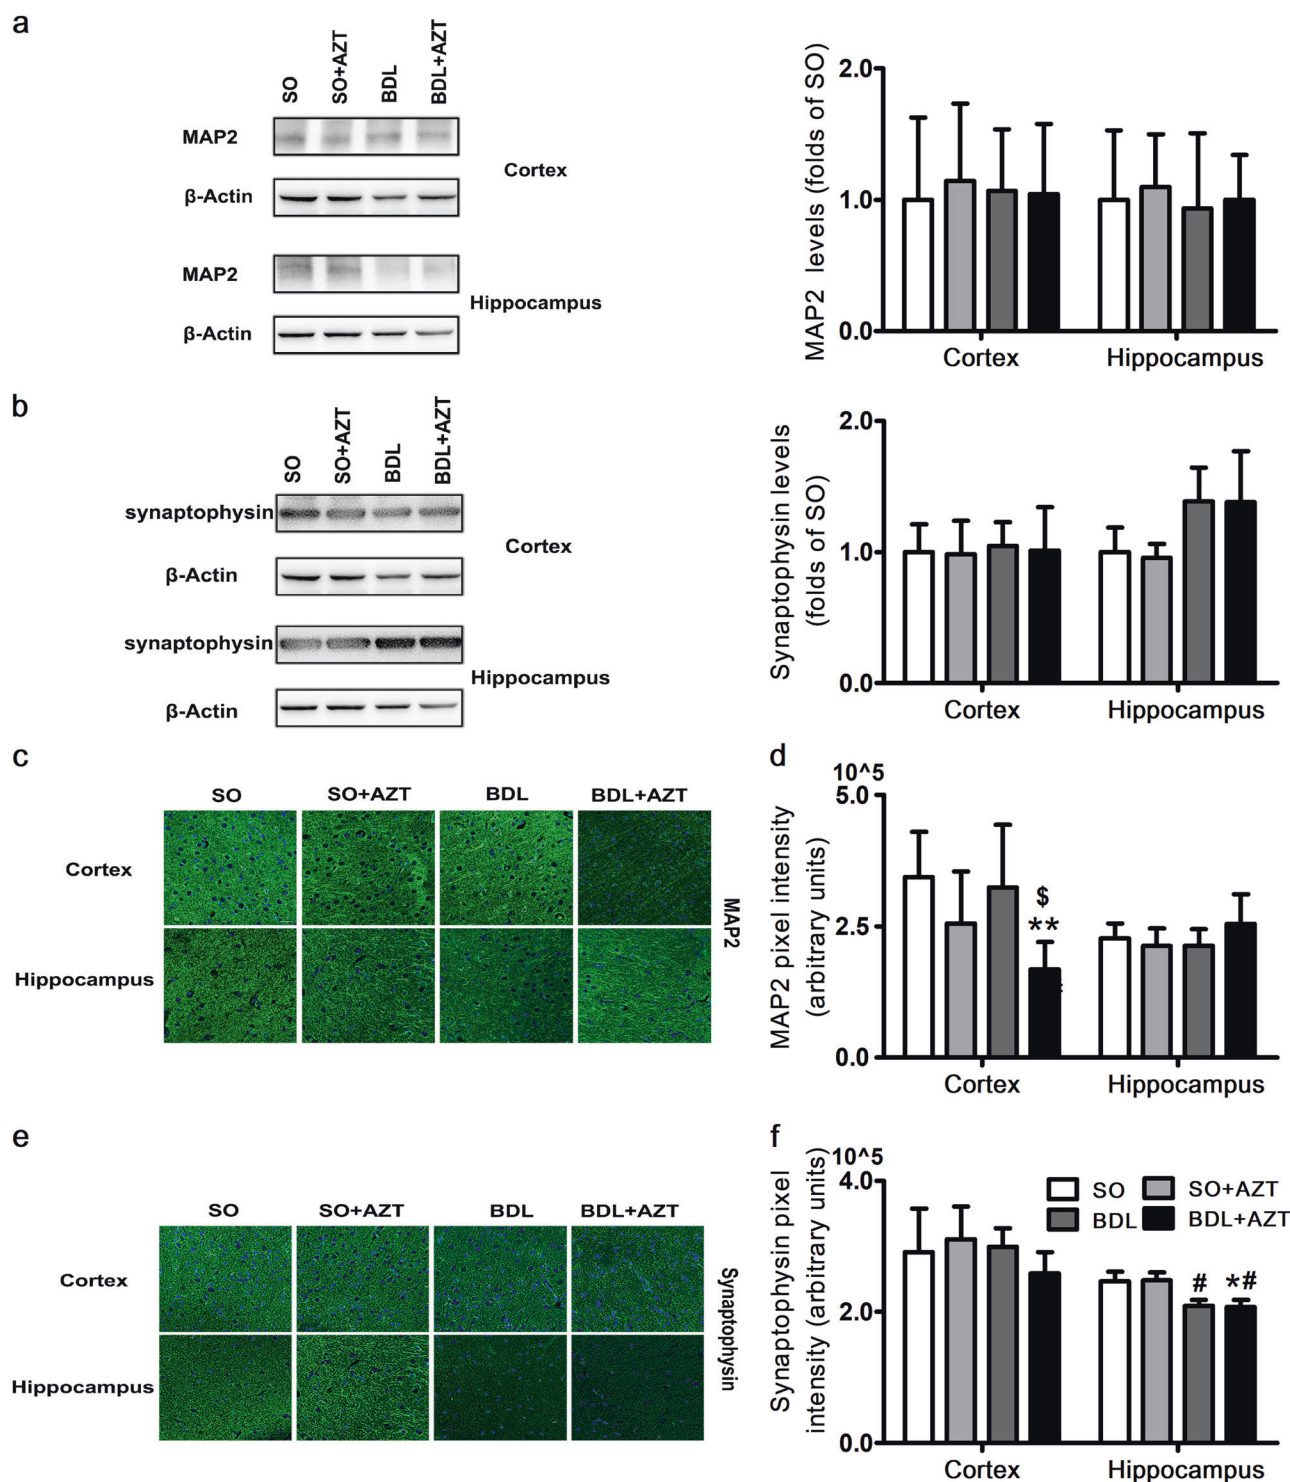 a
SO
SO+AZT
BDL
BDL+AZT
MAP2
β-Actin
Cortex
MAP2
β-Actin
Hippocampus
MAP2 levels (folds of SO)
2.0
1.0
0.0
Cortex
Hippocampus
b
SO
SO+AZT
BDL
BDL+AZT
synaptophysin
β-Actin
Cortex
synaptophysin
β-Actin
Hippocampus
Synaptophysin levels
(folds of SO)
2.0
1.0
0.0
Cortex
Hippocampus
c
SO
SO+AZT
BDL
BDL+AZT
Cortex
Hippocampus
MAP2
d
10^5
MAP2 pixel intensity
(arbitrary units)
5.0
2.5
0.0
$
**
Cortex
Hippocampus
e
SO
SO+AZT
BDL
BDL+AZT
Cortex
Hippocampus
Synaptophysin
f
10^5
Synaptophysin pixel
intensity (arbitrary units)
4.0
2.0
0.0
SO
SO+AZT
BDL
BDL+AZT
#
*#
Cortex
Hippocampus